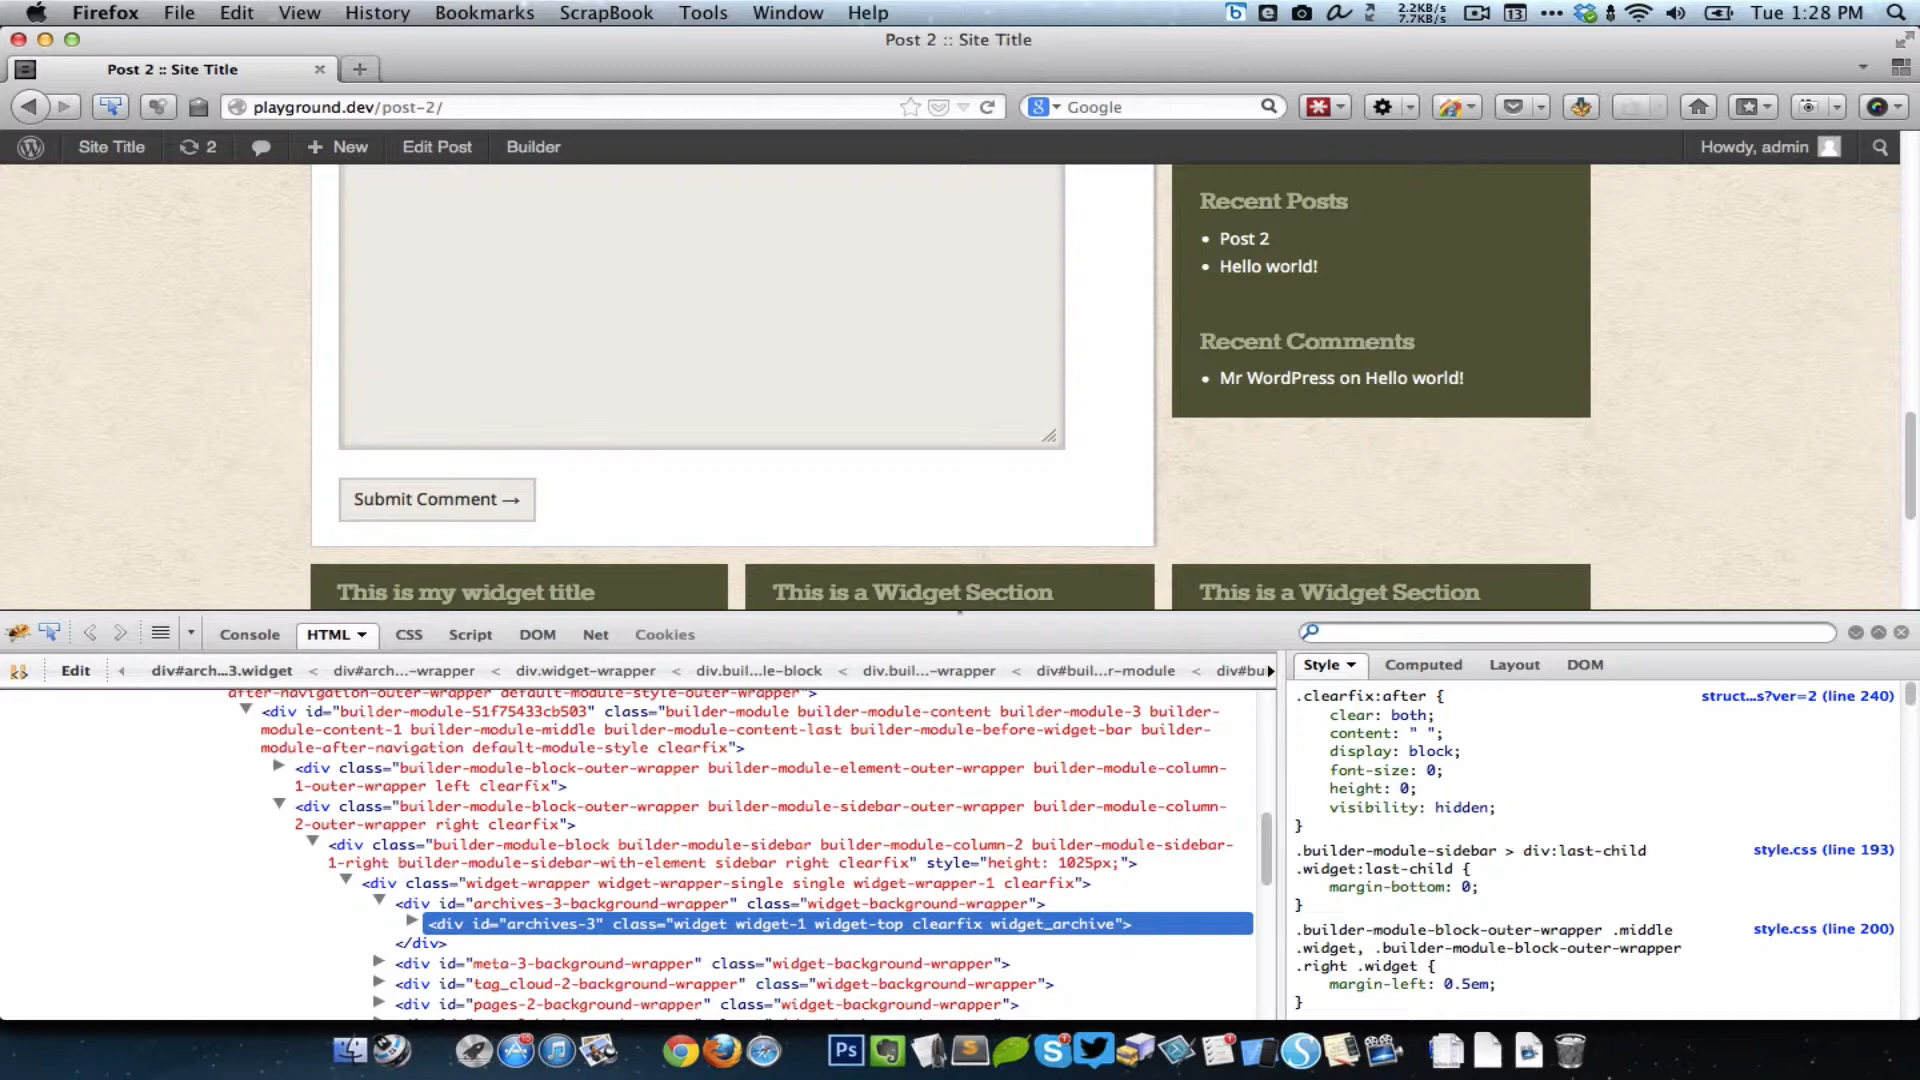 Firefox File Edit View History Bookmarks ScrapBook Tools Window Help 2.2KB/s 7.7KB/s 13 Tue 1:28 PM
Post 2 :: Site Title
Post 2 :: Site Title
playground.dev/post-2/ Google
Site Title 2 New Edit Post Builder Howdy, admin
Recent Posts
Post 2
Hello world!
Recent Comments
Mr WordPress on Hello world!
Submit Comment →
This is my widget title This is a Widget Section This is a Widget Section
Console HTML CSS Script DOM Net Cookies
Edit div#arch...3.widget < div#arch...-wrapper < div.widget-wrapper < div.buil...le-block < div.buil...-wrapper < div#buil...r-module < div#bu
Style Computed Layout DOM
after-navigation-outer-wrapper default-module-style-outer-wrapper">
<div id="builder-module-51f75433cb503" class="builder-module builder-module-content builder-module-3 builder-
module-content-1 builder-module-middle builder-module-content-last builder-module-before-widget-bar builder-
module-after-navigation default-module-style clearfix">
<div class="builder-module-block-outer-wrapper builder-module-element-outer-wrapper builder-module-column-
1-outer-wrapper left clearfix">
<div class="builder-module-block-outer-wrapper builder-module-sidebar-outer-wrapper builder-module-column-
2-outer-wrapper right clearfix">
<div class="builder-module-block builder-module-sidebar builder-module-column-2 builder-module-sidebar-
1-right builder-module-sidebar-with-element sidebar right clearfix" style="height: 1025px;">
<div class="widget-wrapper widget-wrapper-single single widget-wrapper-1 clearfix">
<div id="archives-3-background-wrapper" class="widget-background-wrapper">
<div id="archives-3" class="widget widget-1 widget-top clearfix widget_archive">
</div>
<div id="meta-3-background-wrapper" class="widget-background-wrapper">
<div id="tag_cloud-2-background-wrapper" class="widget-background-wrapper">
<div id="pages-2-background-wrapper" class="widget-background-wrapper">
.clearfix:after { struct...s?ver=2 (line 240)
clear: both;
content: " ";
display: block;
font-size: 0;
height: 0;
visibility: hidden;
}
.builder-module-sidebar > div:last-child style.css (line 193)
.widget:last-child {
margin-bottom: 0;
}
.builder-module-block-outer-wrapper .middle style.css (line 200)
.widget, .builder-module-block-outer-wrapper
.right .widget {
margin-left: 0.5em;
}
Ps